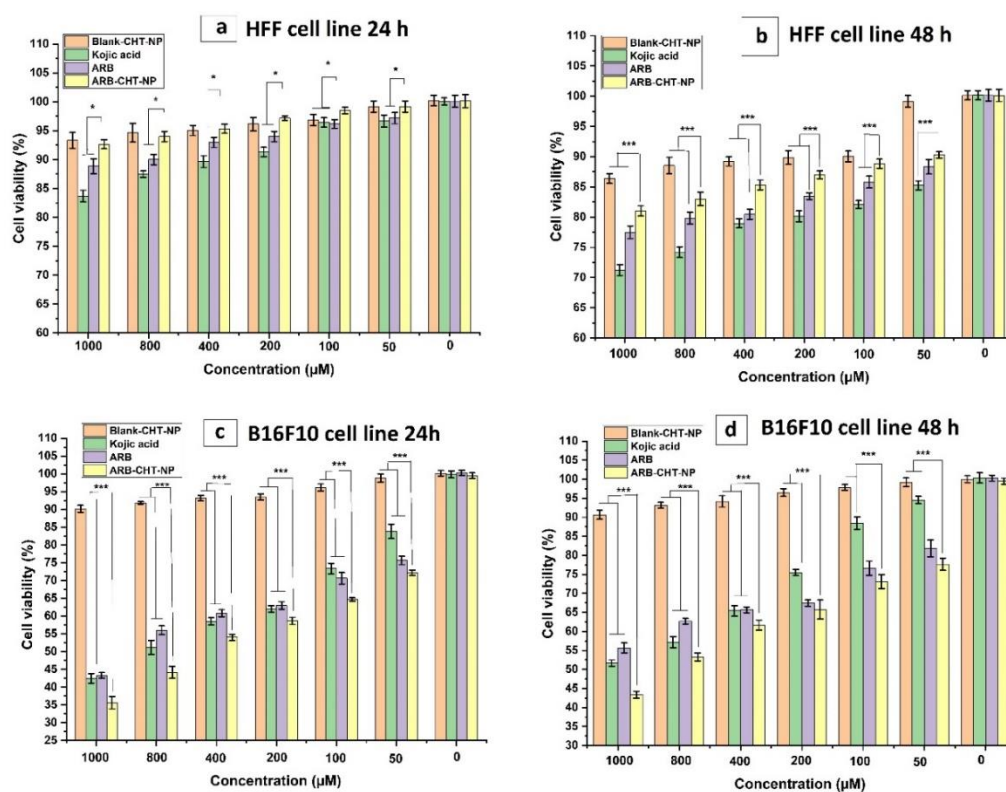 a HFF cell line 24 h
Blank-CHT-NP
Kojic acid
ARB
ARB-CHT-NP
* * * * * *
Cell viability (%)
110
105
100
95
90
85
80
75
70
65
60
1000 800 400 200 100 50 0
Concentration (µM)
b HFF cell line 48 h
Blank-CHT-NP
Kojic acid
ARB
ARB-CHT-NP
*** *** *** *** *** ***
Cell viability (%)
110
105
100
95
90
85
80
75
70
65
60
1000 800 400 200 100 50 0
Concentration (µM)
c B16F10 cell line 24h
Blank-CHT-NP
Kojic acid
ARB
ARB-CHT-NP
*** *** *** *** *** ***
Cell viability (%)
110
105
100
95
90
85
80
75
70
65
60
55
50
45
40
35
30
25
1000 800 400 200 100 50 0
Concentration (µM)
d B16F10 cell line 48 h
Blank-CHT-NP
Kojic acid
ARB
ARB-CHT-NP
*** *** *** *** *** ***
Cell viability (%)
110
105
100
95
90
85
80
75
70
65
60
55
50
45
40
35
30
1000 800 400 200 100 50 0
Concentration (µM)